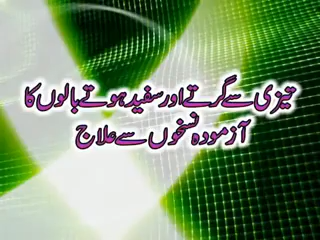 تیزی سے گرتے اور سفید ہوتے بالوں کا
آزمودہ نسخوں سے علاج